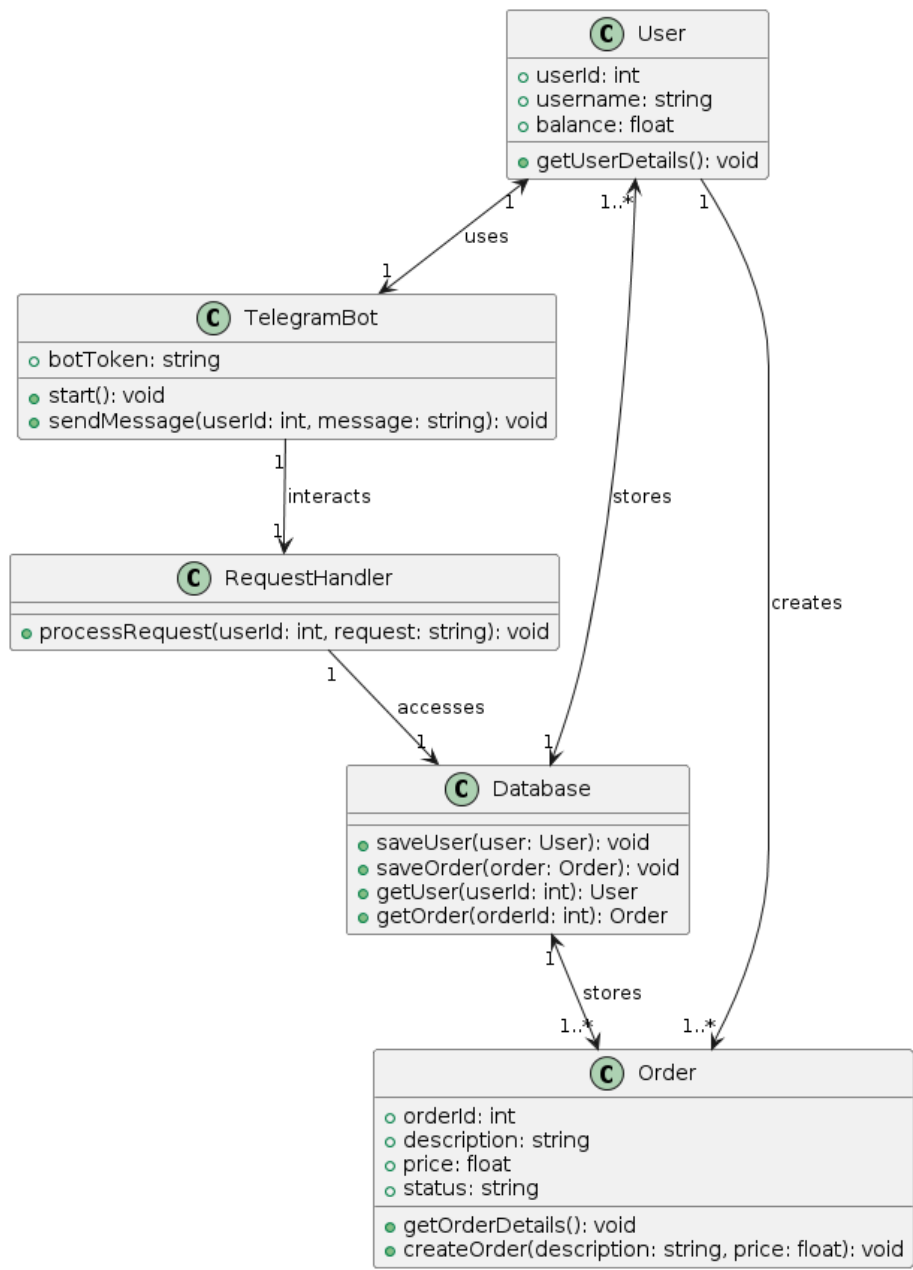 C User
userId: int
username: string
balance: float
getUserDetails(): void
1
1..*
1
uses
1
C TelegramBot
botToken: string
start(): void
sendMessage(userId: int, message: string): void
1
interacts
stores
1
C RequestHandler
creates
processRequest(userId: int, request: string): void
1
accesses
1
1
C Database
saveUser(user: User): void
saveOrder(order: Order): void
getUser(userId: int): User
getOrder(orderId: int): Order
1
stores
1..*
1..*
C Order
orderId: int
description: string
price: float
status: string
getOrderDetails(): void
createOrder(description: string, price: float): void